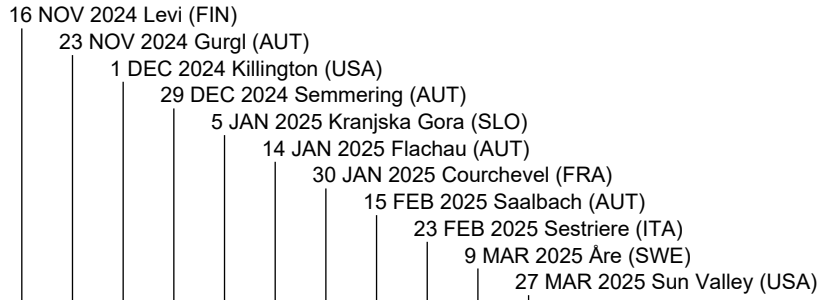 16 NOV 2024 Levi (FIN)
23 NOV 2024 Gurgl (AUT)
1 DEC 2024 Killington (USA)
29 DEC 2024 Semmering (AUT)
5 JAN 2025 Kranjska Gora (SLO)
14 JAN 2025 Flachau (AUT)
30 JAN 2025 Courchevel (FRA)
15 FEB 2025 Saalbach (AUT)
23 FEB 2025 Sestriere (ITA)
9 MAR 2025 Åre (SWE)
27 MAR 2025 Sun Valley (USA)